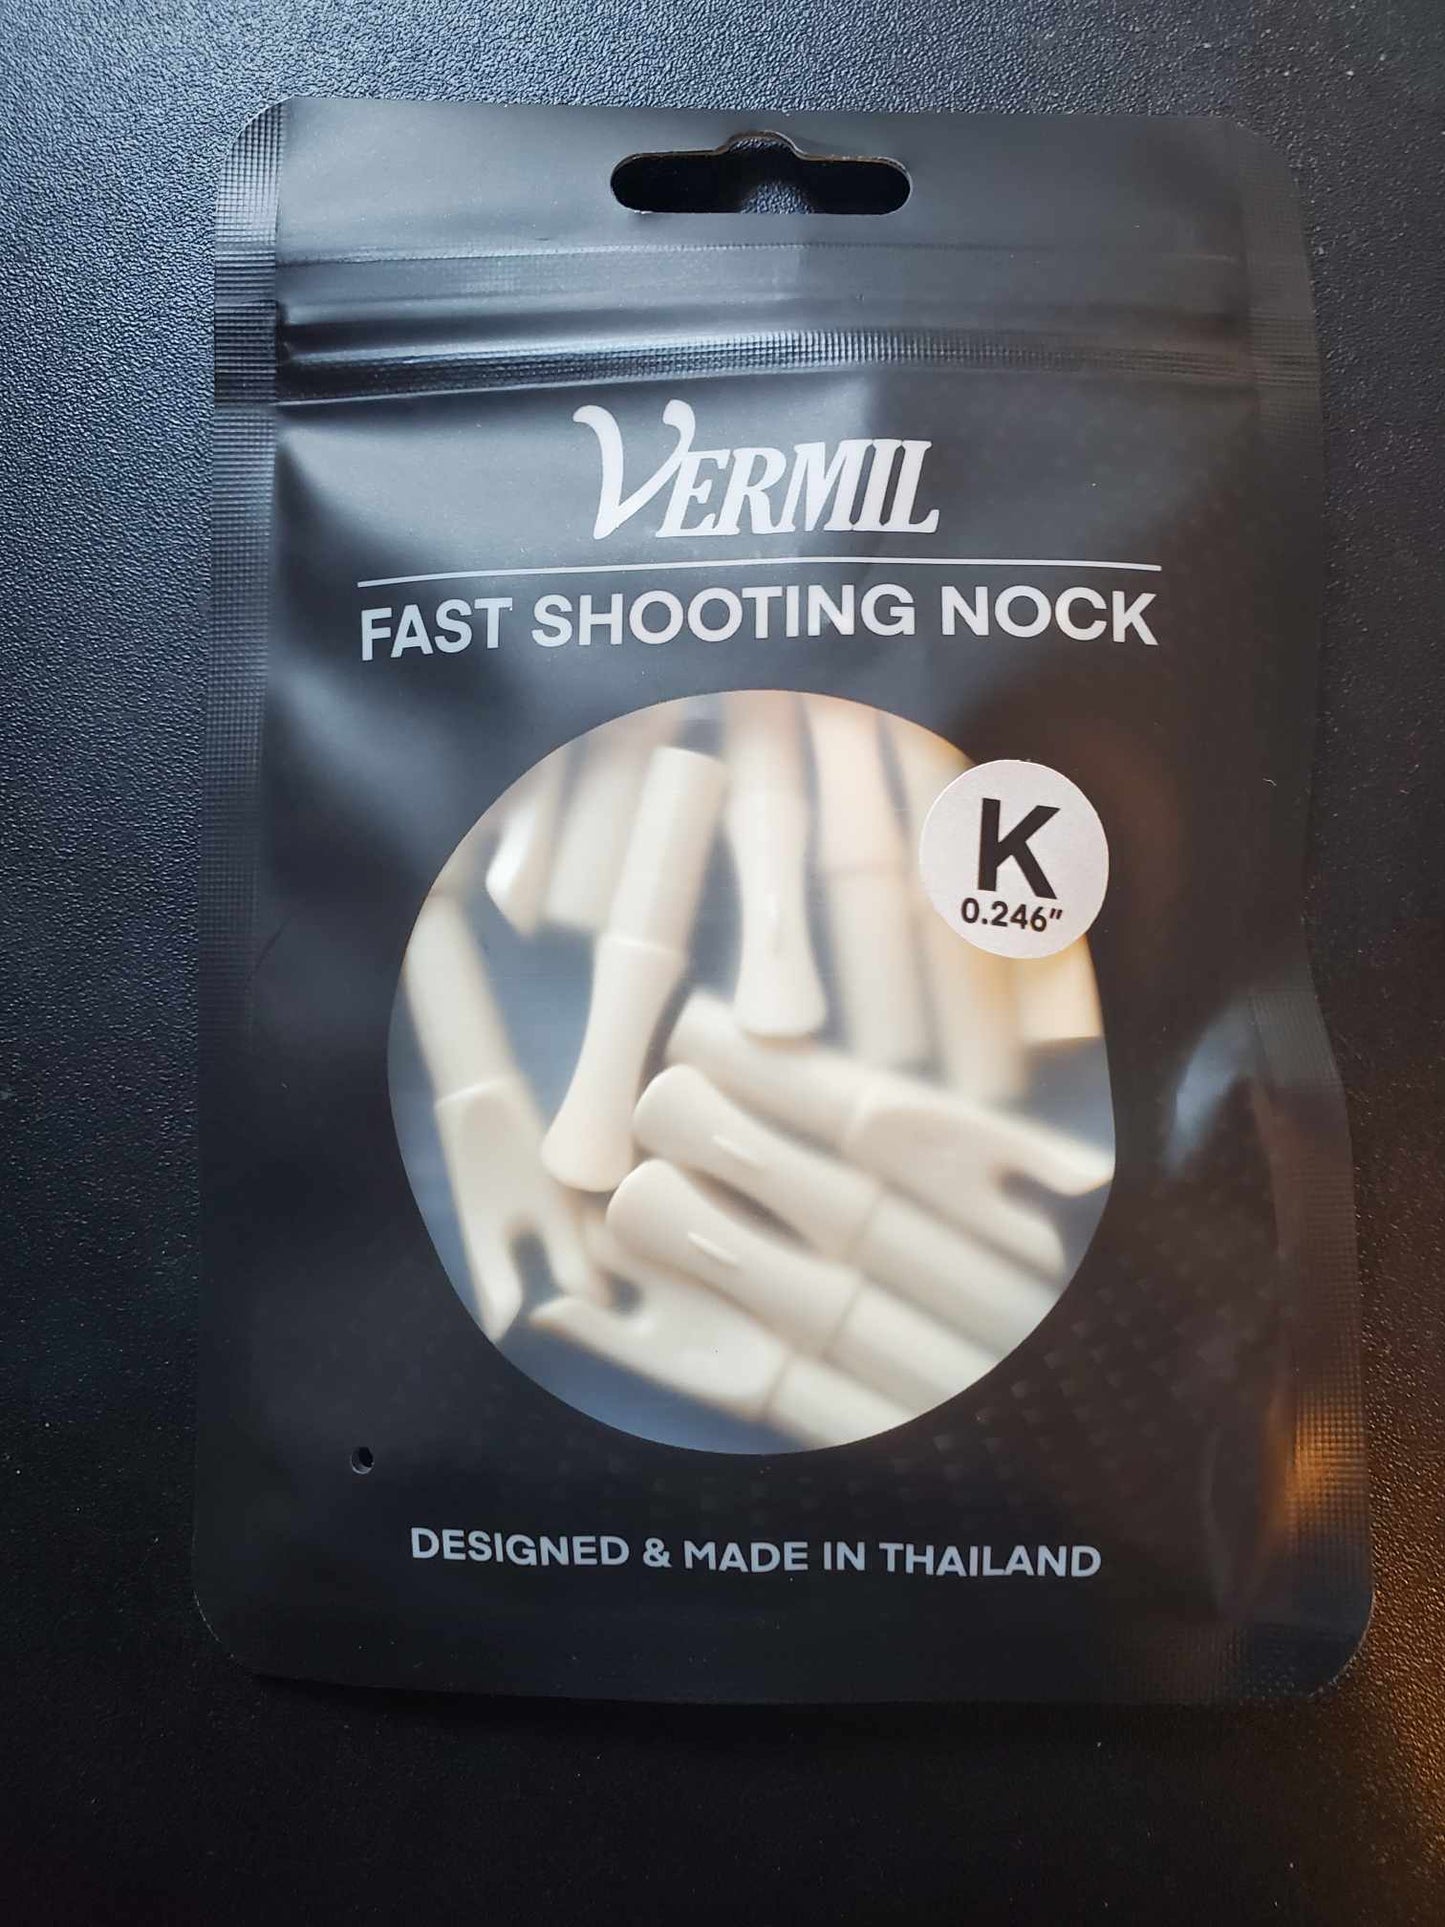 VERMIL
FAST SHOOTING NOCK
K
0.246"
DESIGNED & MADE IN THAILAND